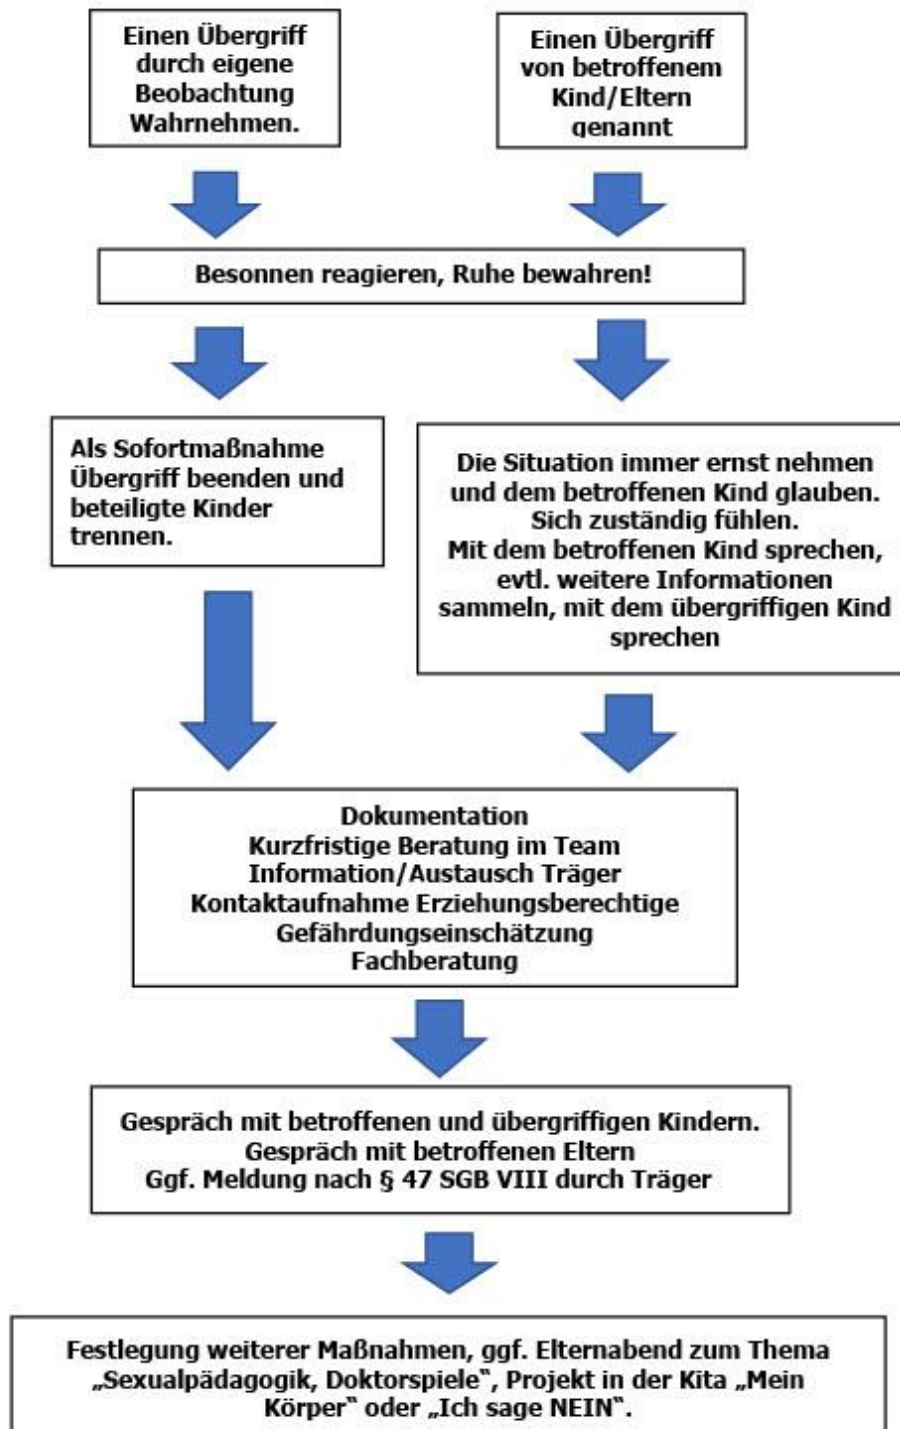 Einen Übergriff
durch eigene
Beobachtung
Wahrnehmen.
Einen Übergriff
von betroffenem
Kind/Eltern
genannt
Besonnen reagieren, Ruhe bewahren!
Als Sofortmaßnahme
Übergriff beenden und
beteiligte Kinder
trennen.
Die Situation immer ernst nehmen
und dem betroffenen Kind glauben.
Sich zuständig fühlen.
Mit dem betroffenen Kind sprechen,
evtl. weitere Informationen
sammeln, mit dem übergriffigen Kind
sprechen
Dokumentation
Kurzfristige Beratung im Team
Information/Austausch Träger
Kontaktaufnahme Erziehungsberechtige
Gefährdungseinschätzung
Fachberatung
Gespräch mit betroffenen und übergriffigen Kindern.
Gespräch mit betroffenen Eltern
Ggf. Meldung nach § 47 SGB VIII durch Träger
Festlegung weiterer Maßnahmen, ggf. Elternabend zum Thema
„Sexualpädagogik, Doktorspiele“, Projekt in der Kita „Mein
Körper“ oder „Ich sage NEIN“.